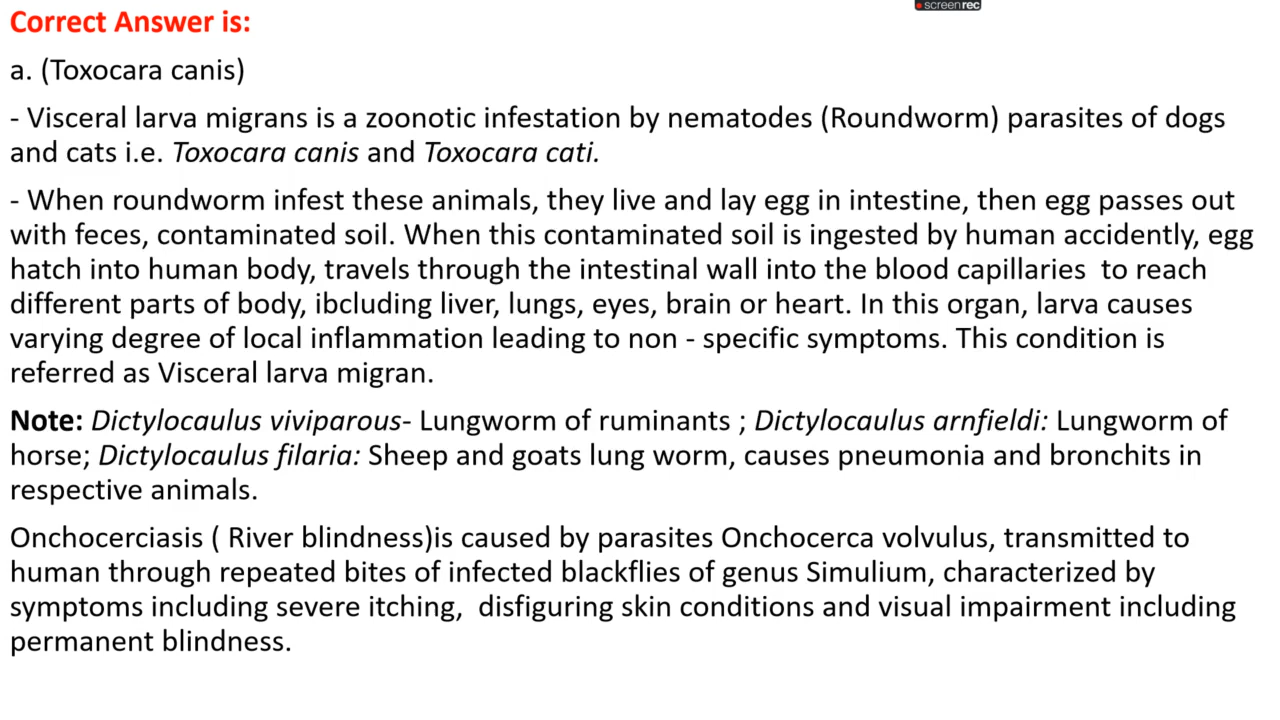 screenrec
Correct Answer is:
a. (Toxocara canis)
- Visceral larva migrans is a zoonotic infestation by nematodes (Roundworm) parasites of dogs
and cats i.e. Toxocara canis and Toxocara cati.
- When roundworm infest these animals, they live and lay egg in intestine, then egg passes out
with feces, contaminated soil. When this contaminated soil is ingested by human accidently, egg
hatch into human body, travels through the intestinal wall into the blood capillaries to reach
different parts of body, ibcluding liver, lungs, eyes, brain or heart. In this organ, larva causes
varying degree of local inflammation leading to non - specific symptoms. This condition is
referred as Visceral larva migran.
Note: Dictylocaulus viviparous- Lungworm of ruminants ; Dictylocaulus arnfieldi: Lungworm of
horse; Dictylocaulus filaria: Sheep and goats lung worm, causes pneumonia and bronchits in
respective animals.
Onchocerciasis ( River blindness)is caused by parasites Onchocerca volvulus, transmitted to
human through repeated bites of infected blackflies of genus Simulium, characterized by
symptoms including severe itching, disfiguring skin conditions and visual impairment including
permanent blindness.